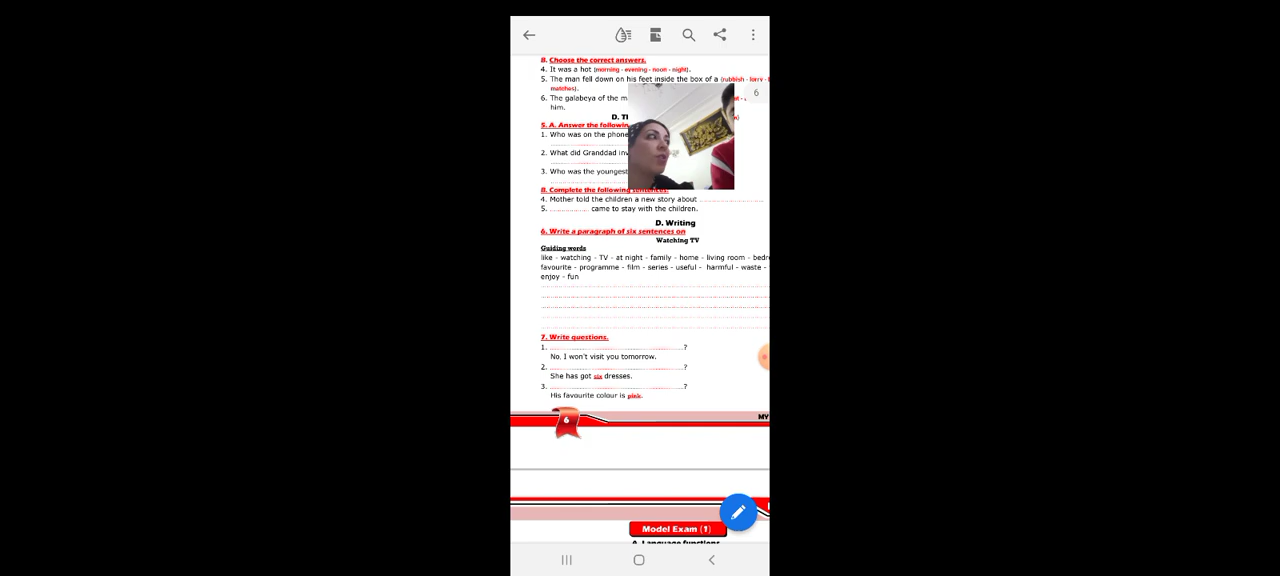 B. Choose the correct answers.
4. It was a hot (morning - evening - noon - night).
5. The man fell down on his feet inside the box of a (rubbish - lorry -
matches).
6
6. The galabeya of the m
him.
D. Th
5. A. Answer the followin
1. Who was on the phone
2. What did Granddad inv
3. Who was the youngest
B. Complete the following sentences.
4. Mother told the children a new story about ....................
5. ............... came to stay with the children.
D. Writing
6. Write a paragraph of six sentences on
Watching TV
Guiding words
like - watching - TV - at night - family - home - living room - bedro
favourite - programme - film - series - useful - harmful - waste -
enjoy - fun
7. Write questions.
1. ........................................?
No, I won't visit you tomorrow.
2. ........................................?
She has got six dresses.
3. ........................................?
His favourite colour is pink.
6
MY
Model Exam (1)
A. Language functions